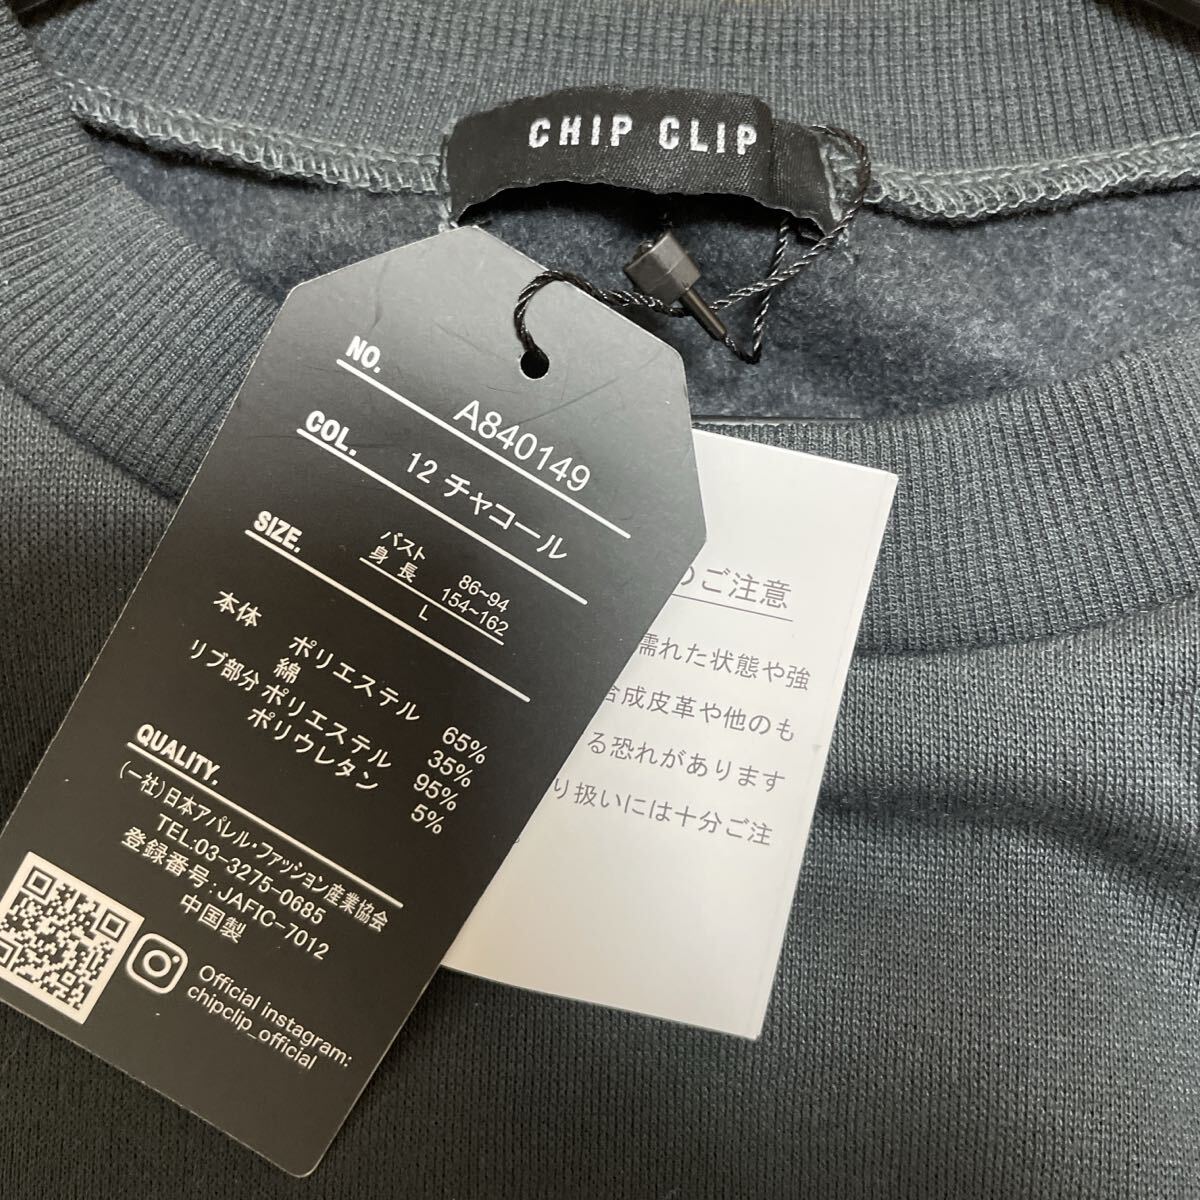 CHIP CLIP
NO.
A840149
COL.
12 チャコール
SIZE.
バスト 86~94
身長 154~162
L
本体 ポリエステル 65%
綿 35%
リブ部分 ポリエステル 95%
ポリウレタン 5%
QUALITY.
(一社)日本アパレル・ファッション産業協会
TEL:03-3275-0685
登録番号:JAFIC-7012
中国製
Official instagram:
chipclip_official
のご注意
濡れた状態や強
合成皮革や他のも
る恐れがあります
り扱いには十分ご注